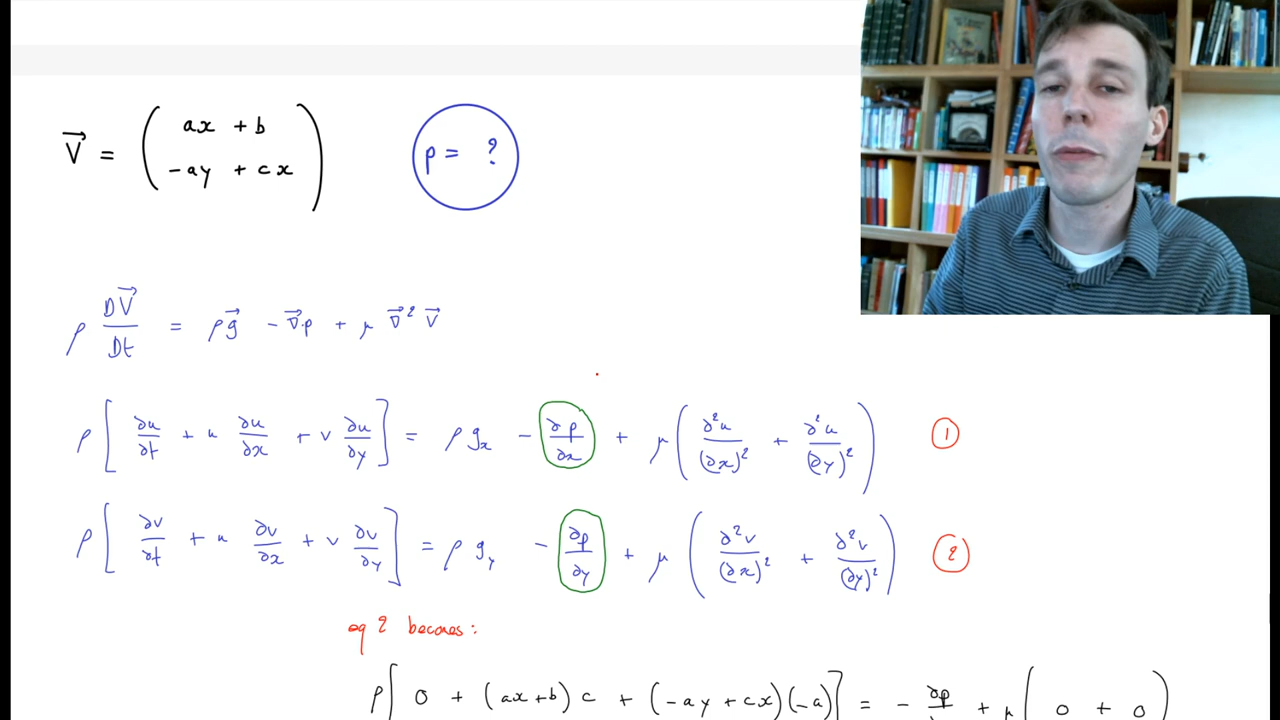 V⃗ = ( ax + b
-ay + cx )
p = ?
ρ DV⃗/Dt = ρg⃗ - ∇⃗p + μ ∇⃗² V⃗
ρ[ ∂u/∂t + u ∂u/∂x + v ∂u/∂y ] = ρ gₓ - ∂p/∂x + μ( ∂²u/(∂x)² + ∂²u/(∂y)² ) ①
ρ[ ∂v/∂t + u ∂v/∂x + v ∂v/∂y ] = ρ g_y - ∂p/∂y + μ( ∂²v/(∂x)² + ∂²v/(∂y)² ) ②
eq 2 becomes:
ρ[ 0 + (ax+b) c + (-ay + cx)(-a) ] = - ∂p/ + μ( 0 + 0 )